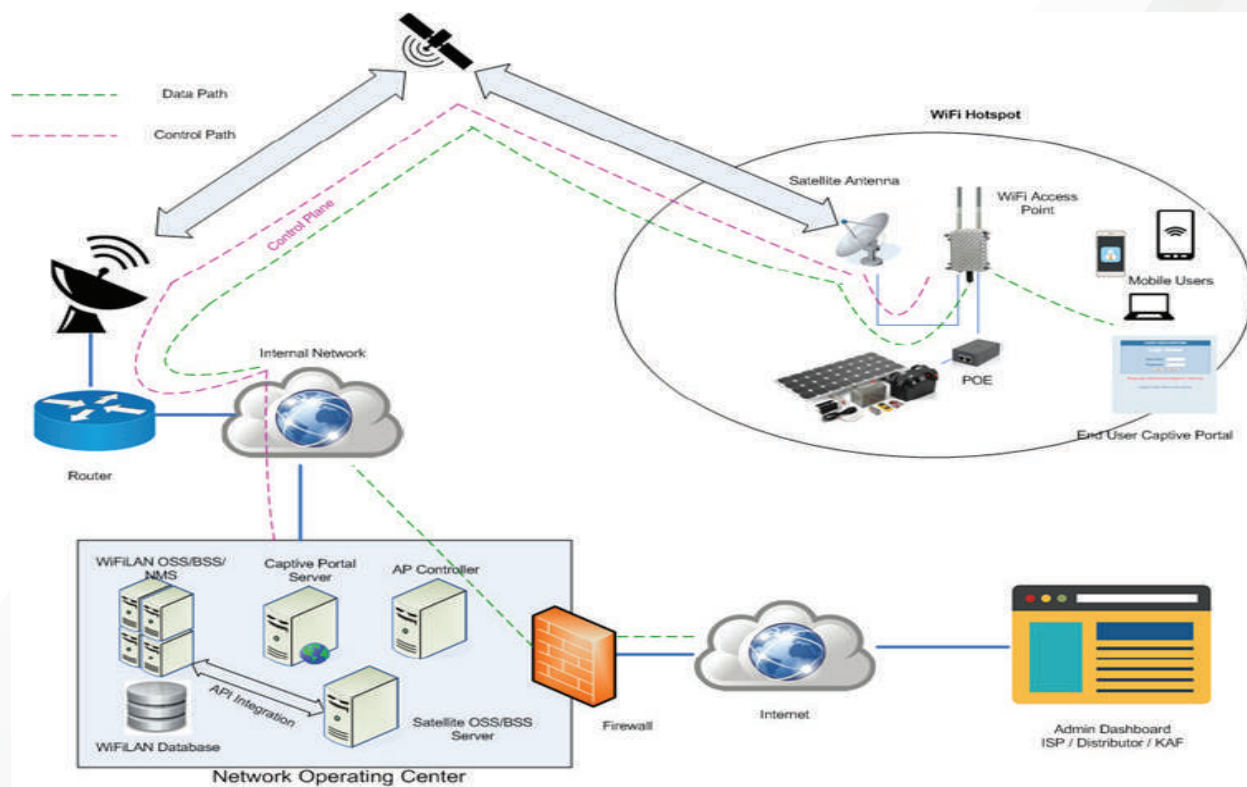 Data Path
Control Path
Control Plane
WiFi Hotspot
Satellite Antenna
WiFi Access
Point
Mobile Users
POE
End User Captive Portal
Internal Network
Router
WiFiLAN OSS/BSS/
NMS
Captive Portal
Server
AP Controller
API Integration
WiFiLAN Database
Satellite OSS/BSS
Server
Firewall
Internet
Admin Dashboard
ISP / Distributor / KAF
Network Operating Center